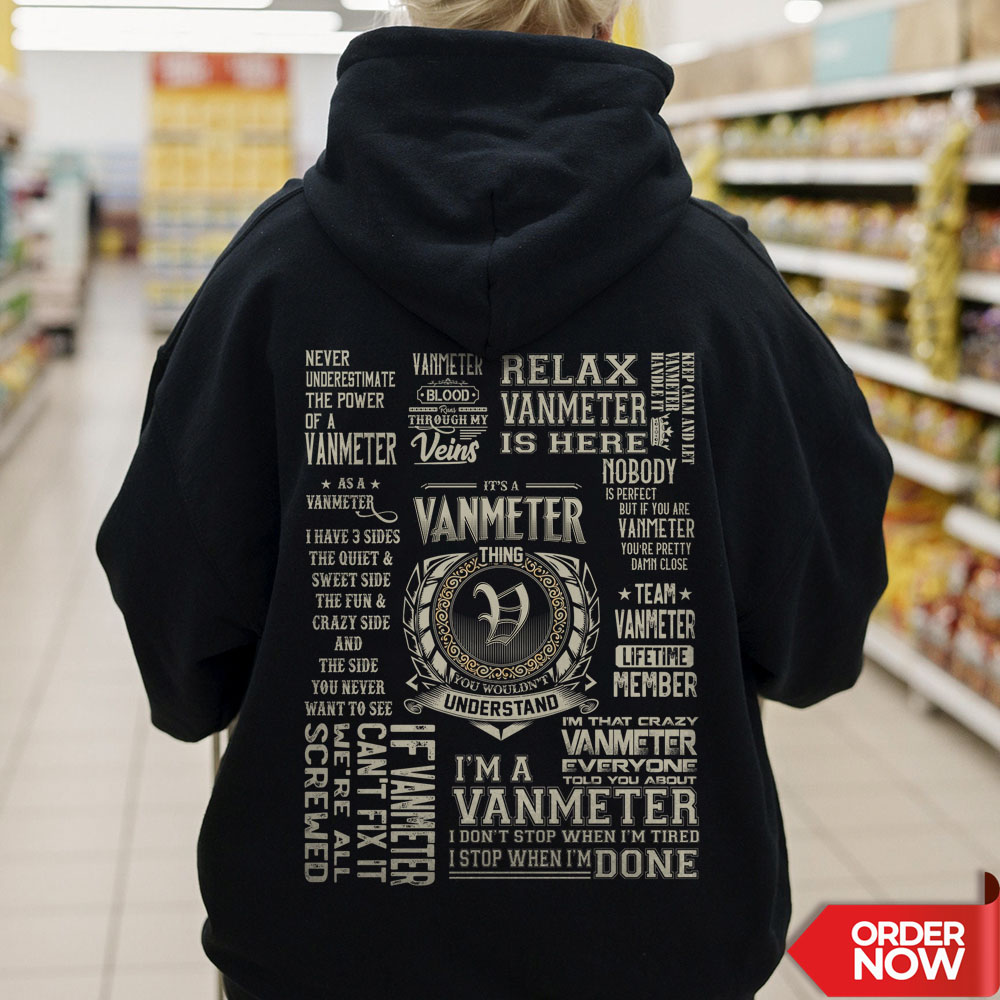 NEVER
UNDERESTIMATE
THE POWER
OF A
VANMETER
VANMETER
BLOOD
Runs
THROUGH MY
Veins
RELAX
VANMETER
IS HERE
KEEP CALM AND LET
VANMETER
HANDLE IT
★ AS A ★
VANMETER
I HAVE 3 SIDES
THE QUIET &
SWEET SIDE
THE FUN &
CRAZY SIDE
AND
THE SIDE
YOU NEVER
WANT TO SEE
IT'S A
VANMETER
THING
V
YOU WOULDN'T
UNDERSTAND
NOBODY
IS PERFECT
BUT IF YOU ARE
VANMETER
YOU'RE PRETTY
DAMN CLOSE
★ TEAM ★
VANMETER
LIFETIME
MEMBER
IF VANMETER
CAN'T FIX IT
WE'RE ALL
SCREWED
I'M THAT CRAZY
VANMETER
EVERYONE
TOLD YOU ABOUT
I'M A
VANMETER
I DON'T STOP WHEN I'M TIRED
I STOP WHEN I'M DONE
ORDER
NOW